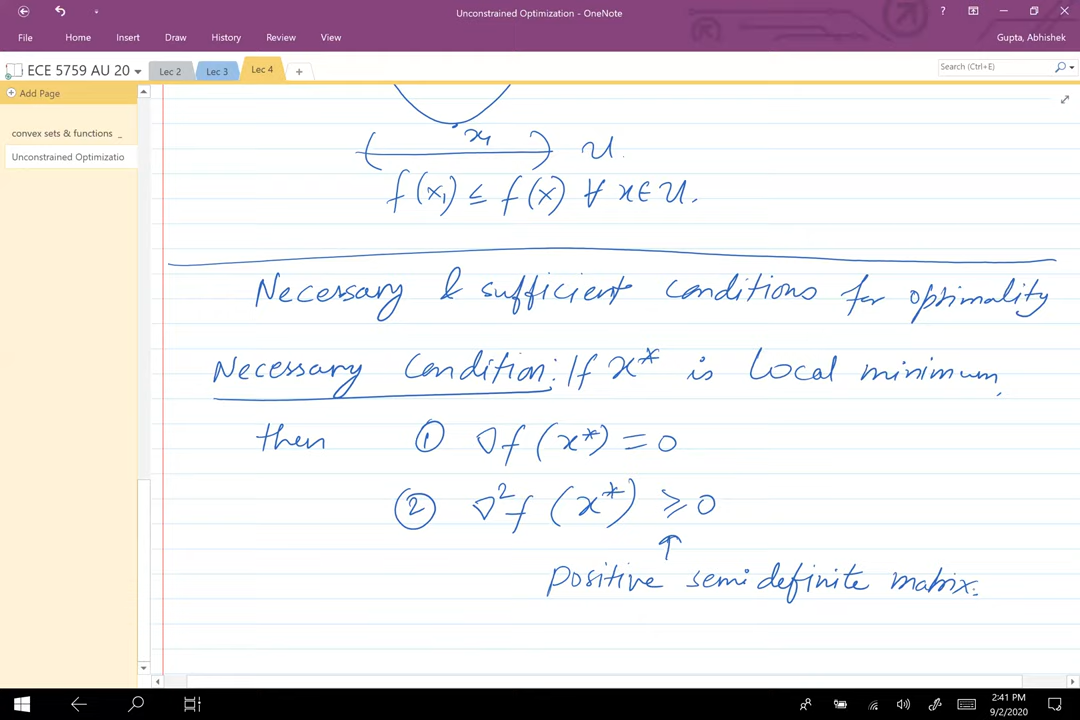 Unconstrained Optimization - OneNote
File Home Insert Draw History Review View Gupta, Abhishek
ECE 5759 AU 20 Lec 2 Lec 3 Lec 4 + Search (Ctrl+E)
Add Page
convex sets & functions _
Unconstrained Optimizatio
x₁
( ) U.
f(x₁) ≤ f(x) ∀ x ∈ U.
Necessary & sufficient conditions for optimality
Necessary Condition: If x* is local minimum,
then ① ∇f(x*) = 0
② ∇²f(x*) ≥ 0
↑
positive semidefinite matrix.
2:41 PM
9/2/2020